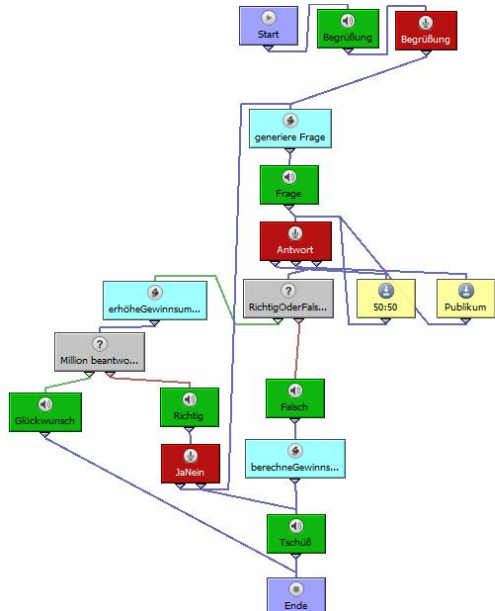 Start
Begrüßung
Begrüßung
generiere Frage
Frage
Antwort
erhöheGewinnsum...
RichtigOderFals...
50:50
Publikum
Million beantwo...
Glückwunsch
Richtig
Falsch
JaNein
berechneGewinns...
Tschüß
Ende